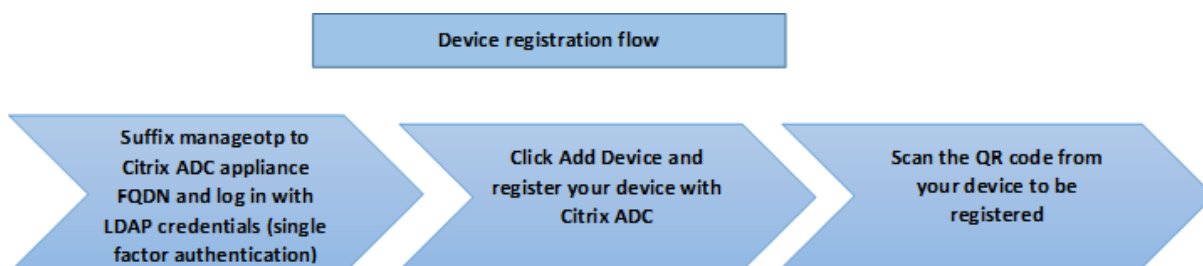 Device registration flow
Suffix manageotp to
Citrix ADC appliance
FQDN and log in with
LDAP credentials (single
factor authentication)
Click Add Device and
register your device with
Citrix ADC
Scan the QR code from
your device to be
registered